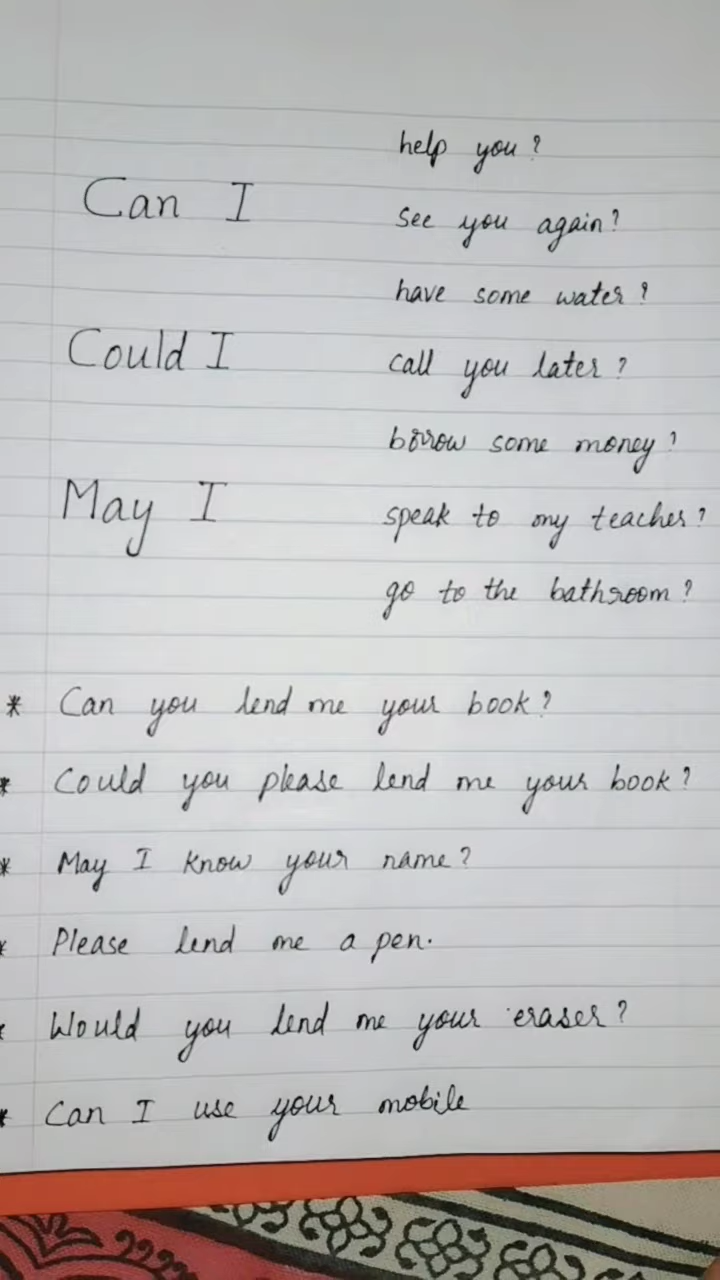 help you?
Can I
see you again?
have some water?
Could I
call you later?
borrow some money?
May I
speak to my teacher?
go to the bathroom?
* Can you lend me your book?
* Could you please lend me your book?
* May I know your name?
* Please lend me a pen.
* Would you lend me your eraser?
* Can I use your mobile